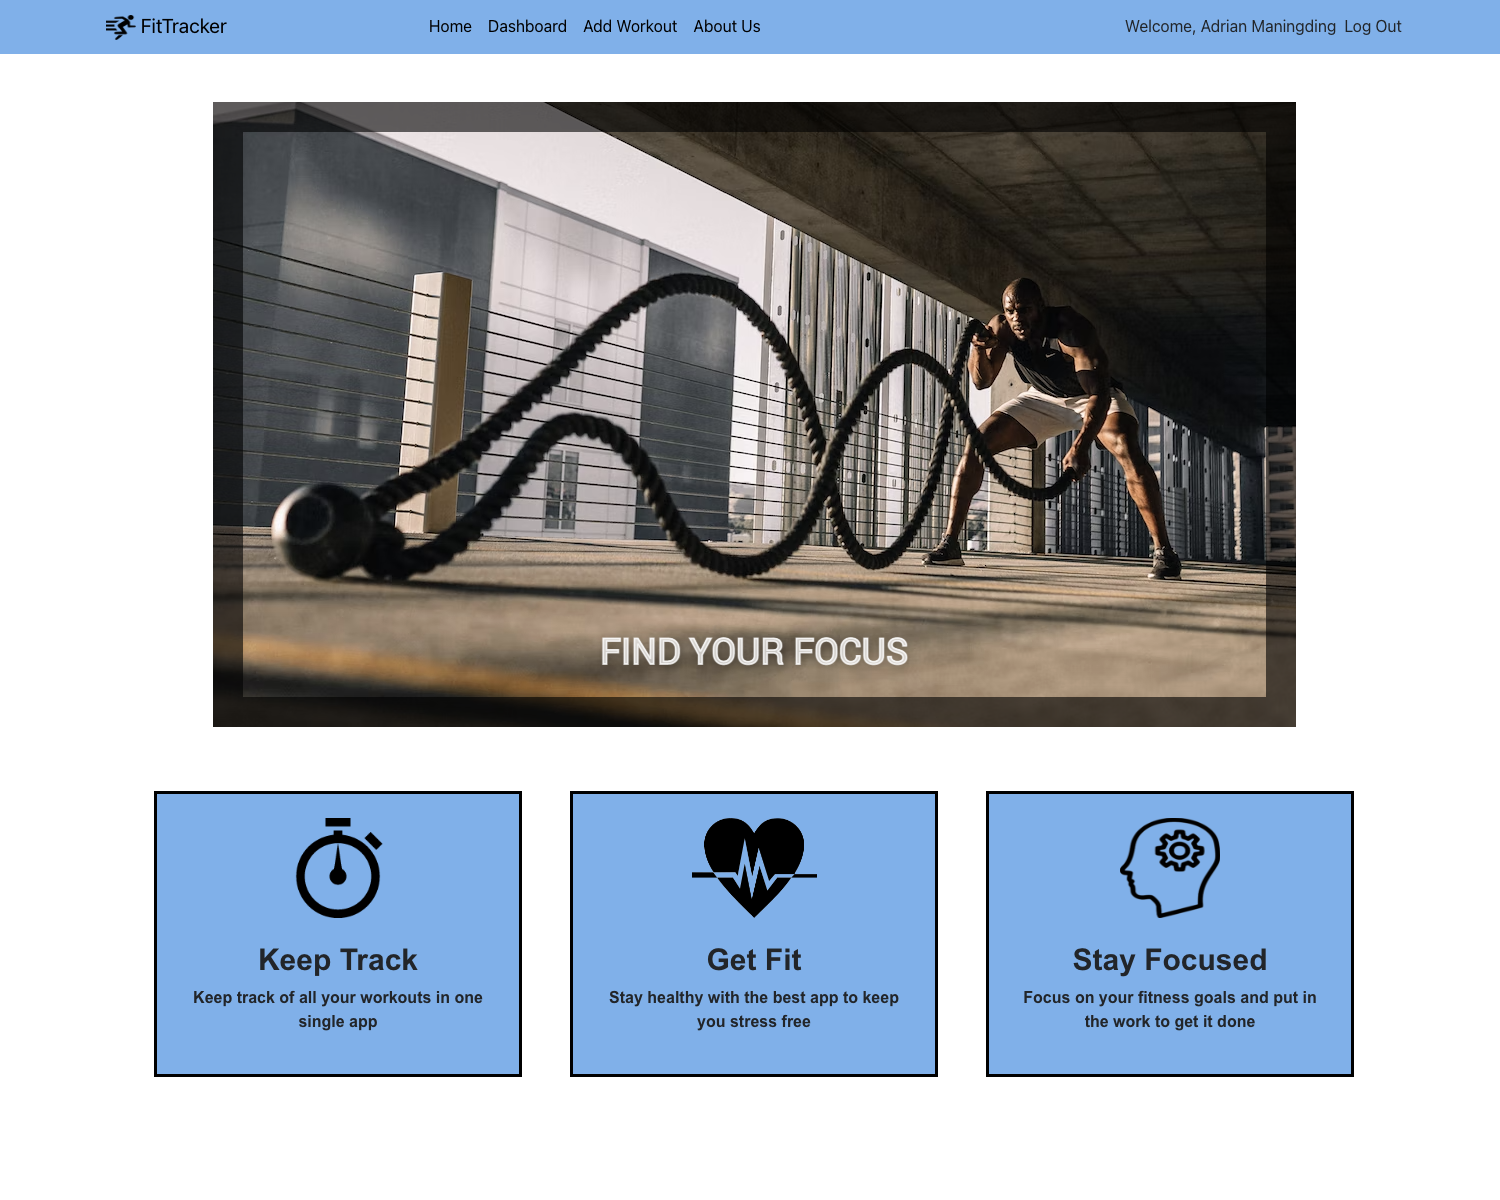 FitTracker
Home Dashboard Add Workout About Us
Welcome, Adrian Maningding Log Out
FIND YOUR FOCUS
Keep Track
Keep track of all your workouts in one
single app
Get Fit
Stay healthy with the best app to keep
you stress free
Stay Focused
Focus on your fitness goals and put in
the work to get it done